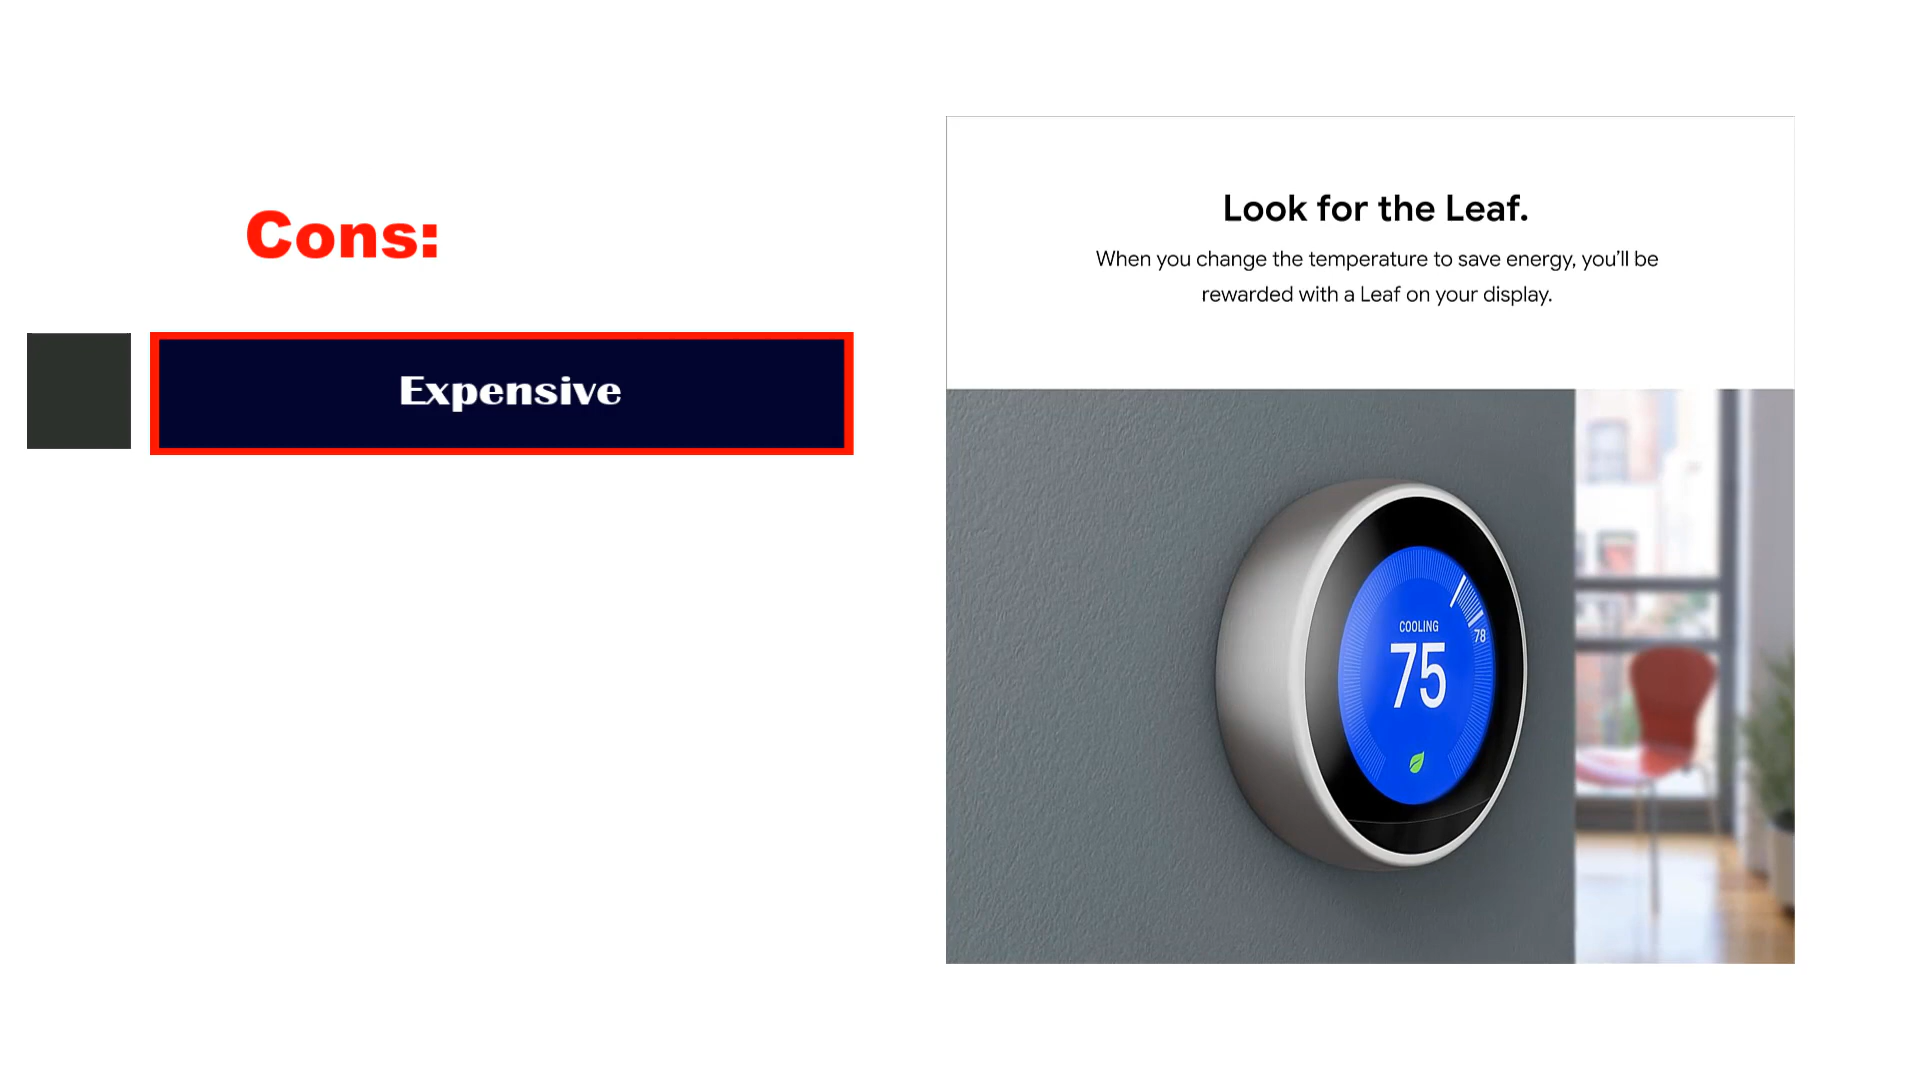 Cons:
Expensive
Look for the Leaf.
When you change the temperature to save energy, you'll be
rewarded with a Leaf on your display.
COOLING
78
75